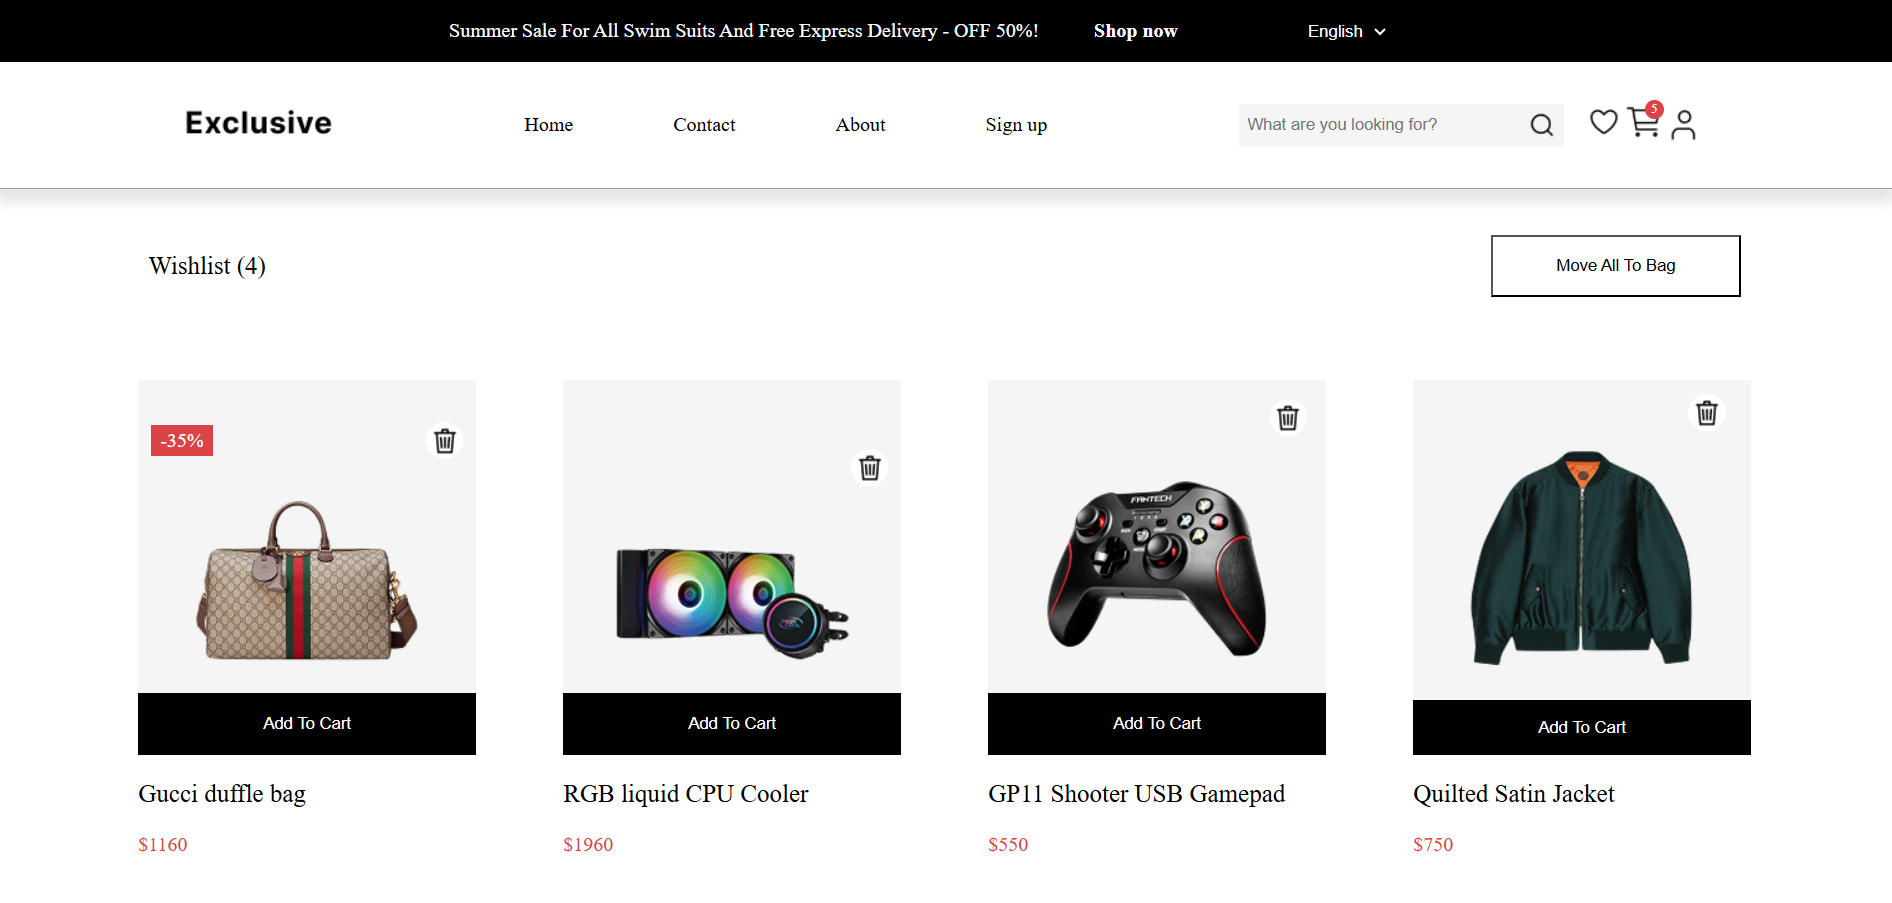 Summer Sale For All Swim Suits And Free Express Delivery - OFF 50%! Shop now English
Exclusive Home Contact About Sign up What are you looking for? 5
Wishlist (4) Move All To Bag
-35%
FANTECH
Add To Cart Add To Cart Add To Cart Add To Cart
Gucci duffle bag RGB liquid CPU Cooler GP11 Shooter USB Gamepad Quilted Satin Jacket
$1160 $1960 $550 $750